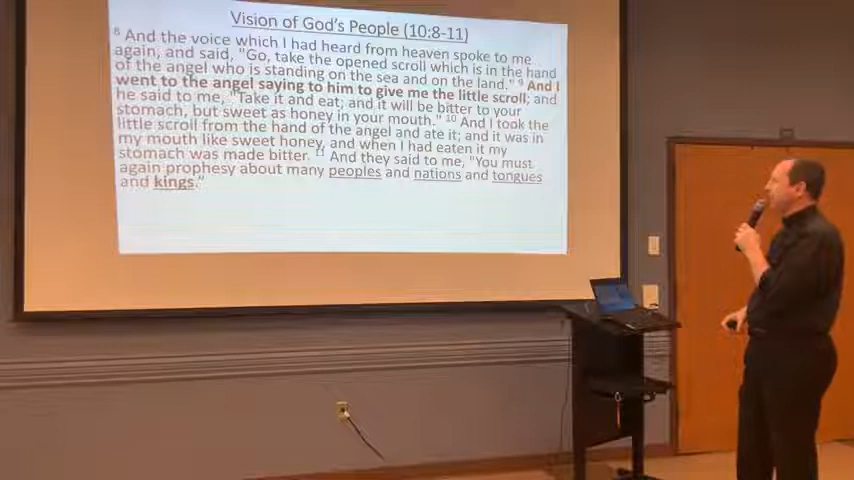 Vision of God's People (10:8-11)
8 And the voice which I had heard from heaven spoke to me
again, and said, "Go, take the opened scroll which is in the hand
of the angel who is standing on the sea and on the land." 9 And I
went to the angel saying to him to give me the little scroll; and
he said to me, "Take it and eat; and it will be bitter to your
stomach, but sweet as honey in your mouth." 10 And I took the
little scroll from the hand of the angel and ate it; and it was in
my mouth like sweet honey, and when I had eaten it my
stomach was made bitter. 11 And they said to me, "You must
again prophesy about many peoples and nations and tongues
and kings."